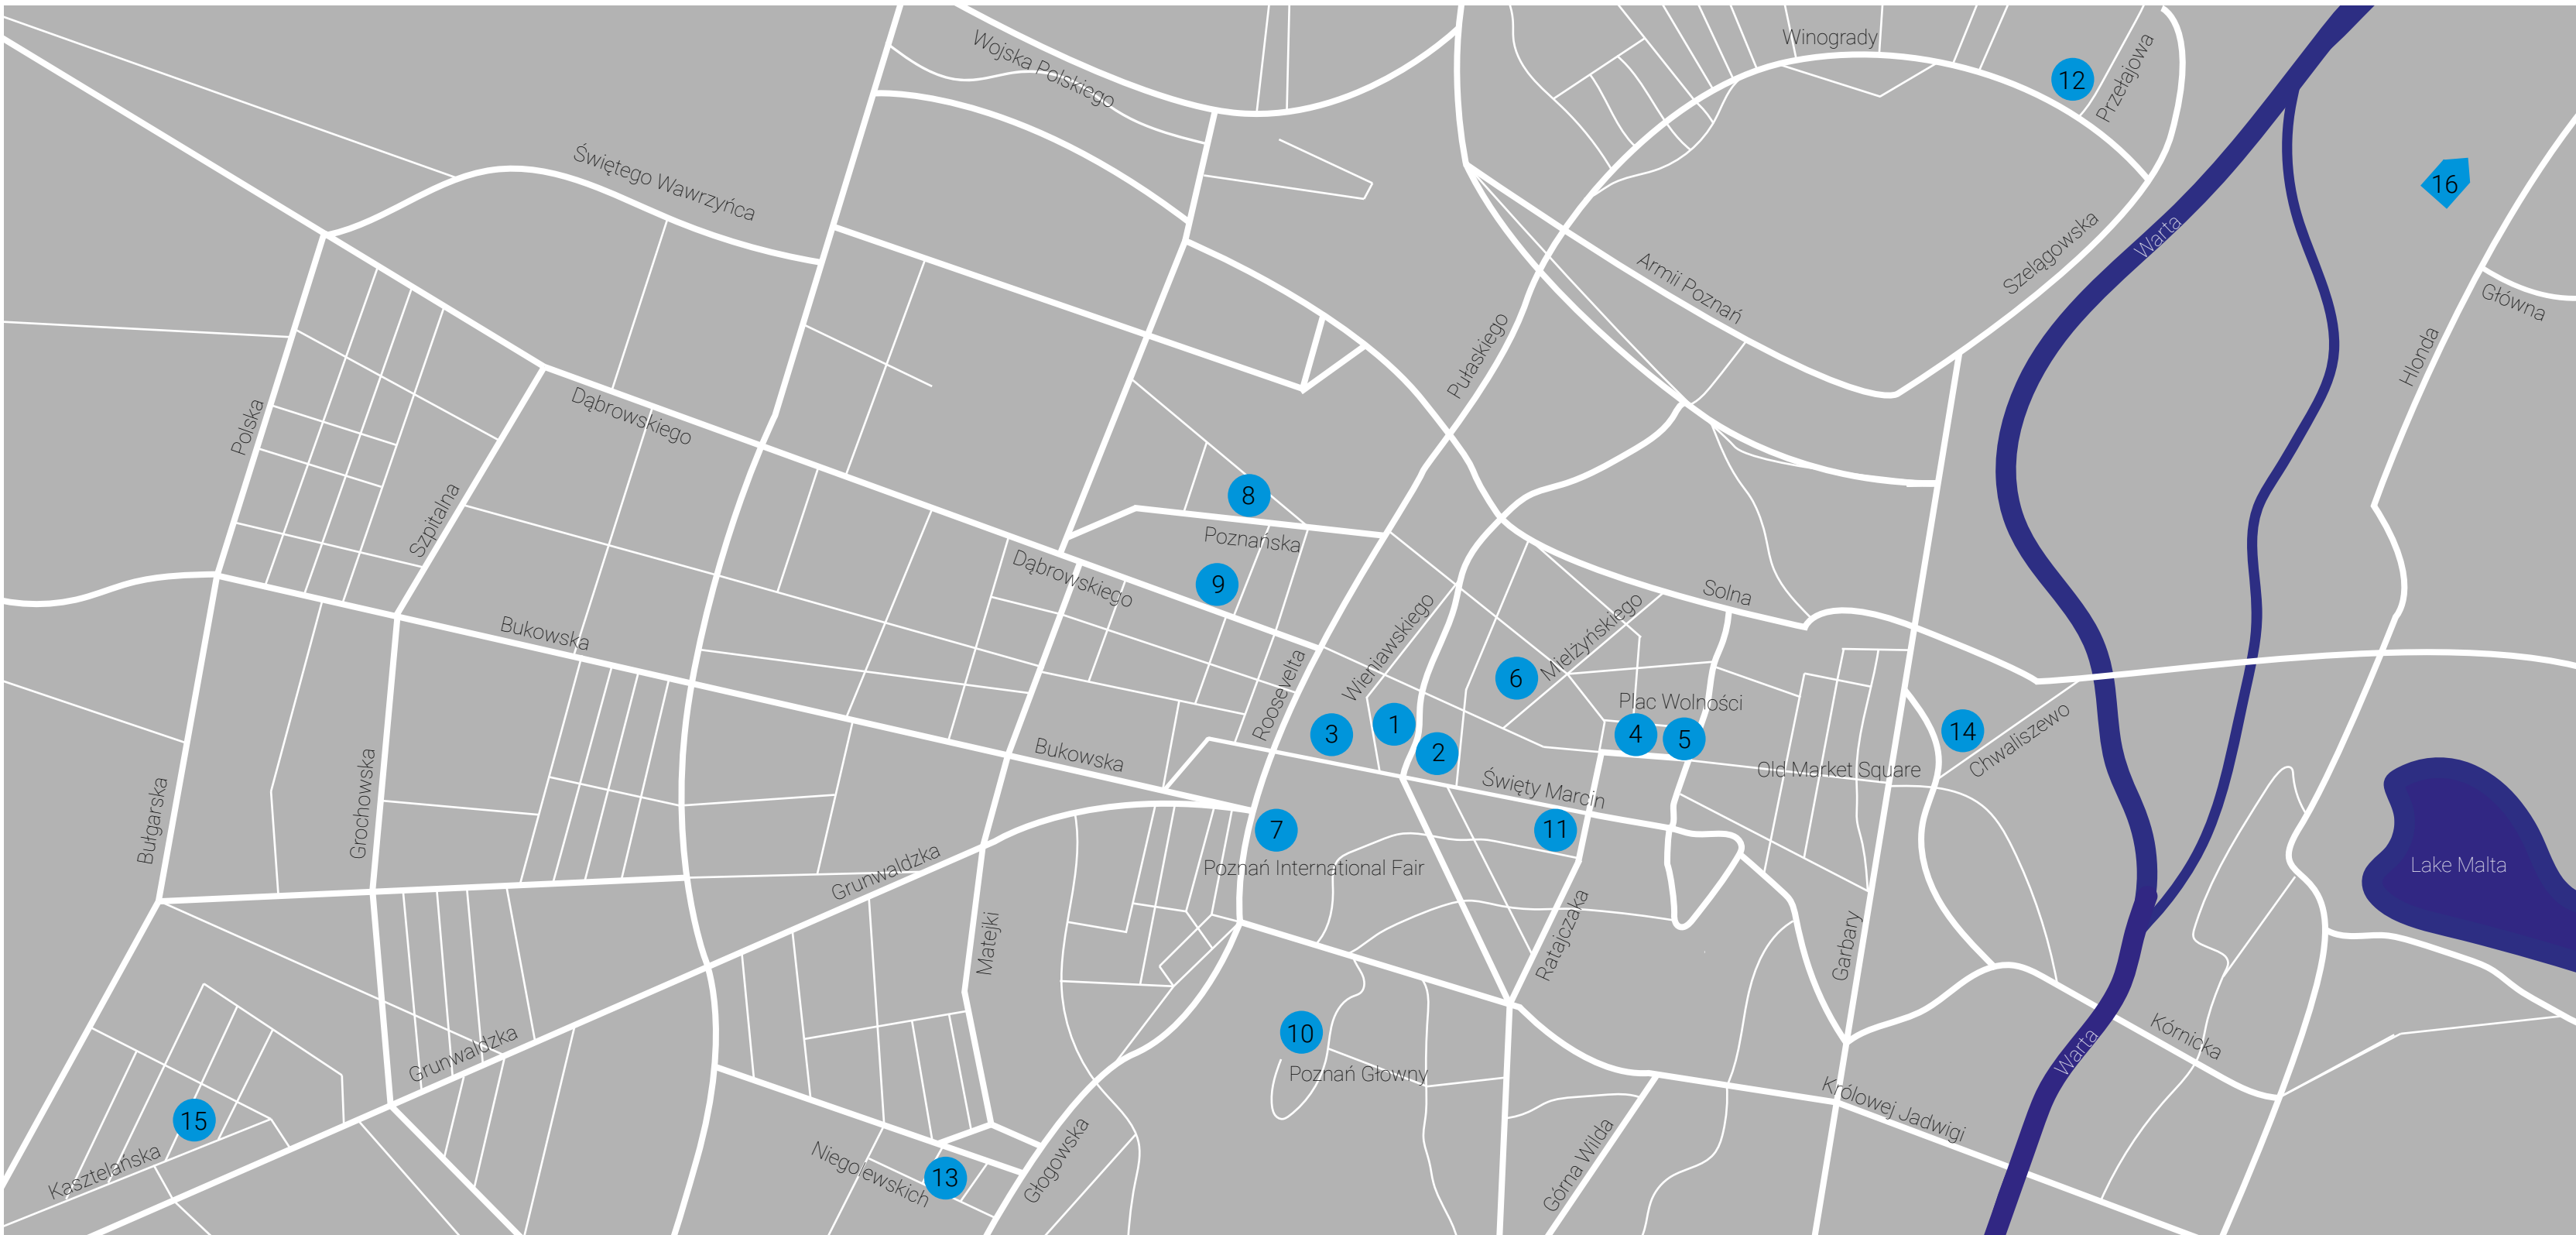 Wojska Polskiego
Winogrady
12
Przełajowa
Świętego Wawrzyńca
16
Warta
Szelągowska
Armii Poznań
Główna
Hlonda
Pułaskiego
Polska
Dąbrowskiego
Szpitalna
8
Poznańska
Dąbrowskiego
9
Solna
Wieniawskiego
Mielżyńskiego
Bukowska
6
Roosevelta
Plac Wolności
3
1
2
4
5
14
Chwaliszewo
Bukowska
Old Market Square
Święty Marcin
Bułgarska
Grochowska
7
11
Poznań International Fair
Lake Malta
Grunwaldzka
Matejki
Ratajczaka
Garbary
10
Kórnicka
Warta
Grunwaldzka
Poznań Głowny
Królowej Jadwigi
15
Kasztelańska
Niegolewskich
13
Głogowska
Górna Wilda